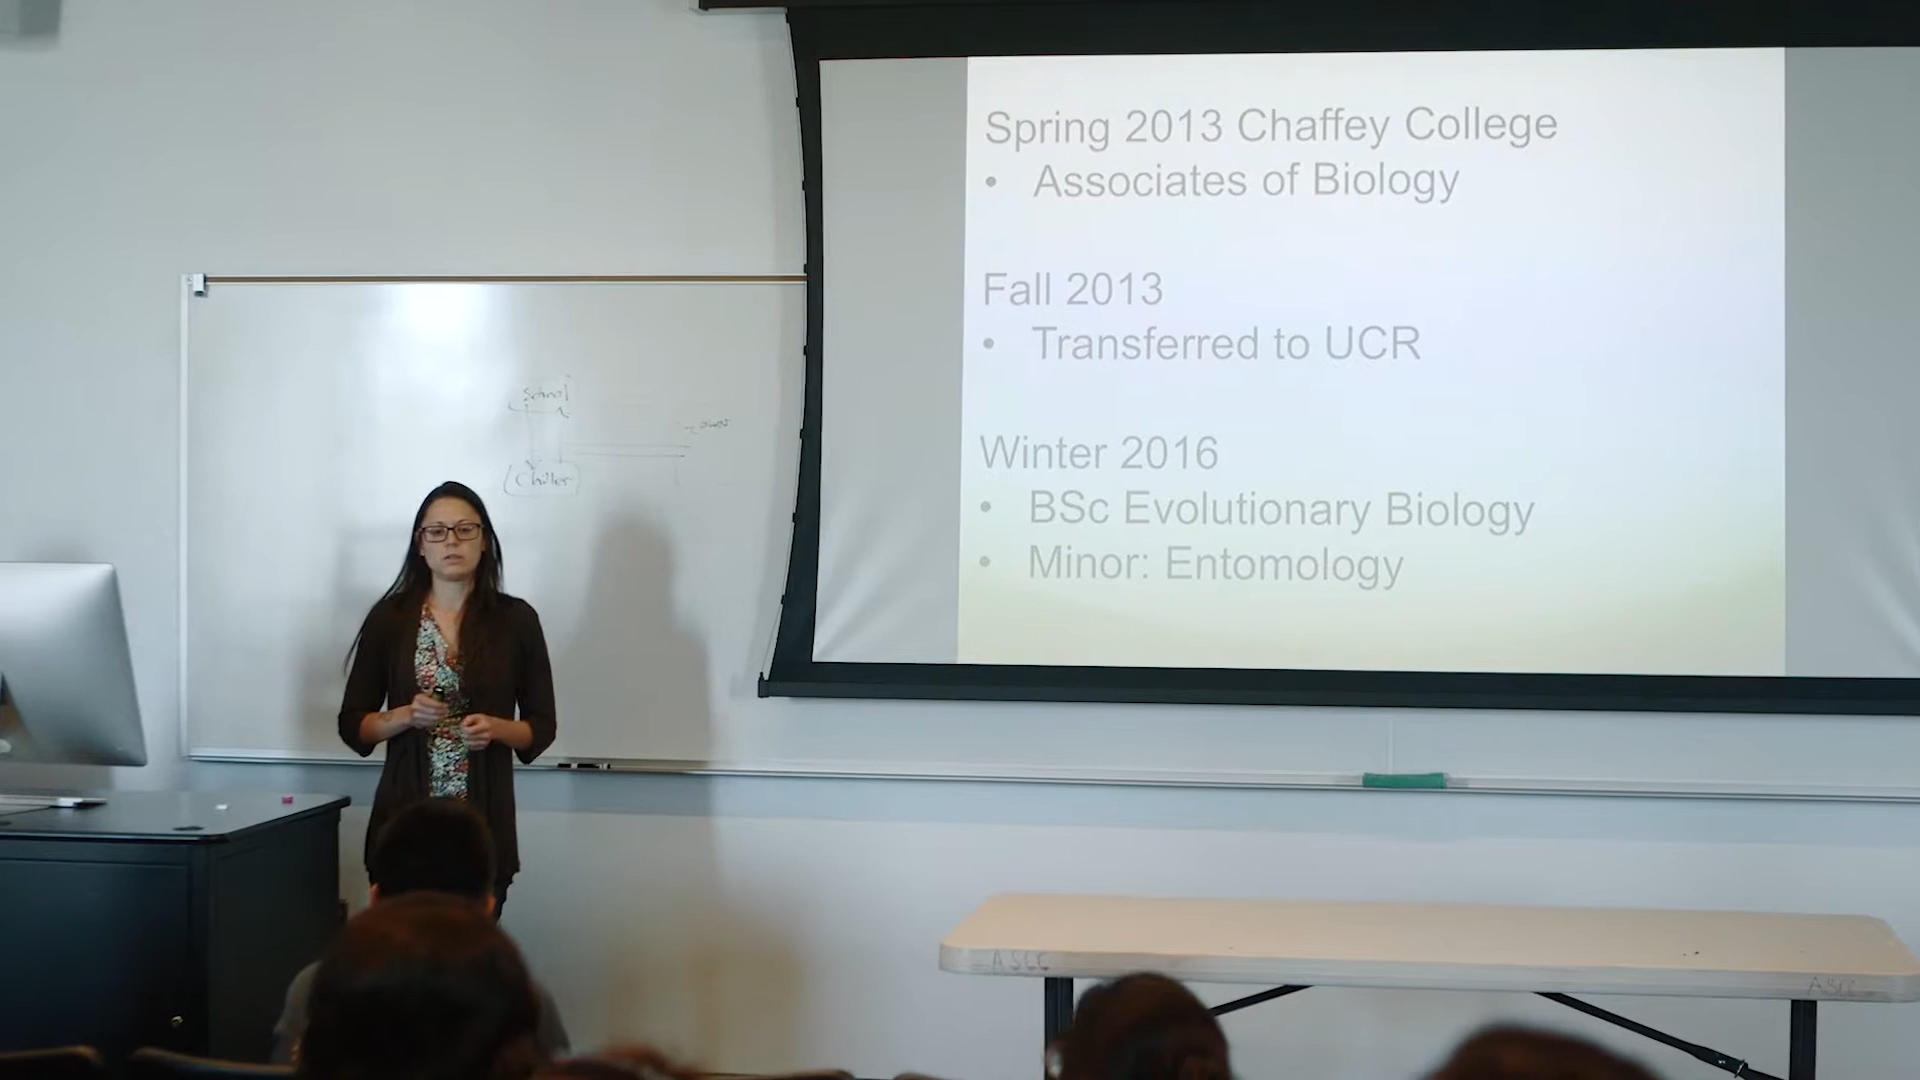 Spring 2013 Chaffey College
• Associates of Biology
Fall 2013
• Transferred to UCR
Winter 2016
• BSc Evolutionary Biology
• Minor: Entomology
School
Chiller
ASCC
ASCC